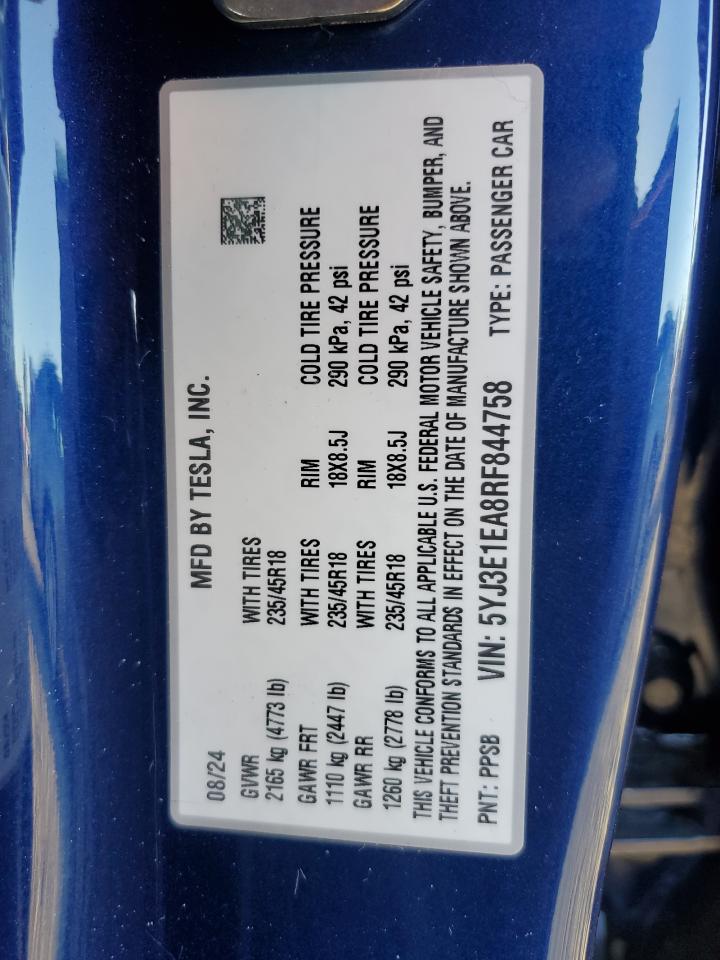 MFD BY TESLA, INC.
08/24
GVWR WITH TIRES
2165 kg (4773 lb) 235/45R18
GAWR FRT WITH TIRES RIM COLD TIRE PRESSURE
1110 kg (2447 lb) 235/45R18 18X8.5J 290 kPa, 42 psi
GAWR RR WITH TIRES RIM COLD TIRE PRESSURE
1260 kg (2778 lb) 235/45R18 18X8.5J 290 kPa, 42 psi
THIS VEHICLE CONFORMS TO ALL APPLICABLE U.S. FEDERAL MOTOR VEHICLE SAFETY, BUMPER, AND
THEFT PREVENTION STANDARDS IN EFFECT ON THE DATE OF MANUFACTURE SHOWN ABOVE.
PNT: PPSB VIN: 5YJ3E1EA8RF844758 TYPE: PASSENGER CAR